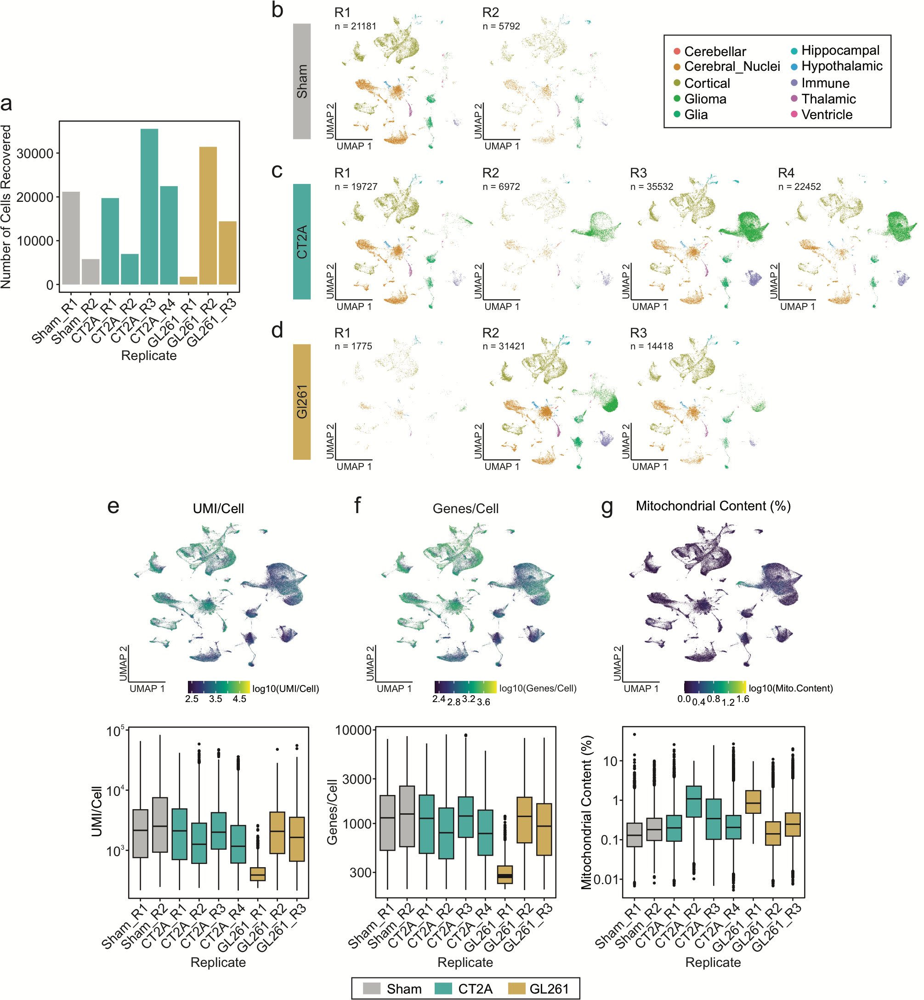 a
Number of Cells Recovered
30000
20000
10000
0
Sham_R1
Sham_R2
CT2A_R1
CT2A_R2
CT2A_R3
CT2A_R4
GL261_R1
GL261_R2
GL261_R3
Replicate
b
Sham
R1
n = 21181
UMAP 2
UMAP 1
R2
n = 5792
UMAP 2
UMAP 1
Cerebellar
Cerebral_Nuclei
Cortical
Glioma
Glia
Hippocampal
Hypothalamic
Immune
Thalamic
Ventricle
c
CT2A
R1
n = 19727
UMAP 2
UMAP 1
R2
n = 6972
UMAP 2
UMAP 1
R3
n = 35532
UMAP 2
UMAP 1
R4
n = 22452
UMAP 2
UMAP 1
d
Gl261
R1
n = 1775
UMAP 2
UMAP 1
R2
n = 31421
UMAP 2
UMAP 1
R3
n = 14418
UMAP 2
UMAP 1
e
UMI/Cell
UMAP 2
UMAP 1
2.5 3.5 4.5
log10(UMI/Cell)
UMI/Cell
10⁵
10⁴
10³
Sham_R1
Sham_R2
CT2A_R1
CT2A_R2
CT2A_R3
CT2A_R4
GL261_R1
GL261_R2
GL261_R3
Replicate
f
Genes/Cell
UMAP 2
UMAP 1
2.4 2.8 3.2 3.6
log10(Genes/Cell)
Genes/Cell
10000
3000
1000
300
Sham_R1
Sham_R2
CT2A_R1
CT2A_R2
CT2A_R3
CT2A_R4
GL261_R1
GL261_R2
GL261_R3
Replicate
g
Mitochondrial Content (%)
UMAP 2
UMAP 1
0.0 0.4 0.8 1.2 1.6
log10(Mito.Content)
Mitochondrial Content (%)
10
1
0.1
0.01
Sham_R1
Sham_R2
CT2A_R1
CT2A_R2
CT2A_R3
CT2A_R4
GL261_R1
GL261_R2
GL261_R3
Replicate
Sham
CT2A
GL261